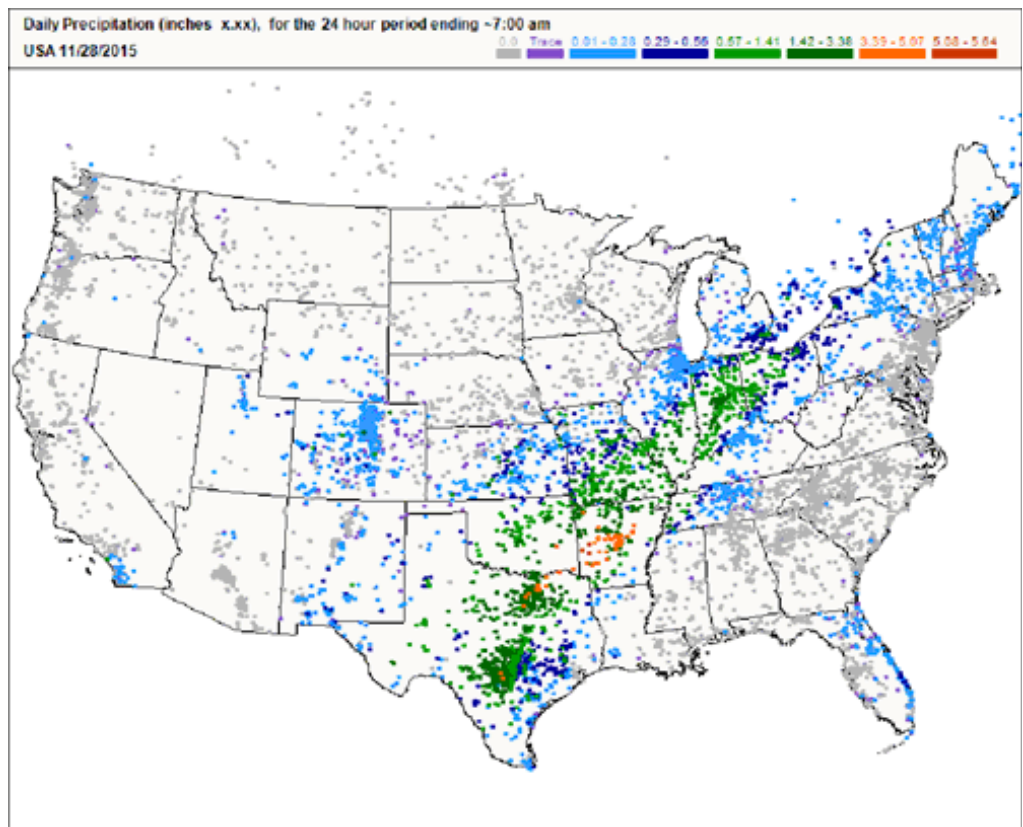 Daily Precipitation (inches x.xx), for the 24 hour period ending ~7:00 am
USA 11/28/2015
0.0 Trace 0.01 - 0.28 0.29 - 0.56 0.57 - 1.41 1.42 - 3.38 3.39 - 5.07 5.08 - 5.64